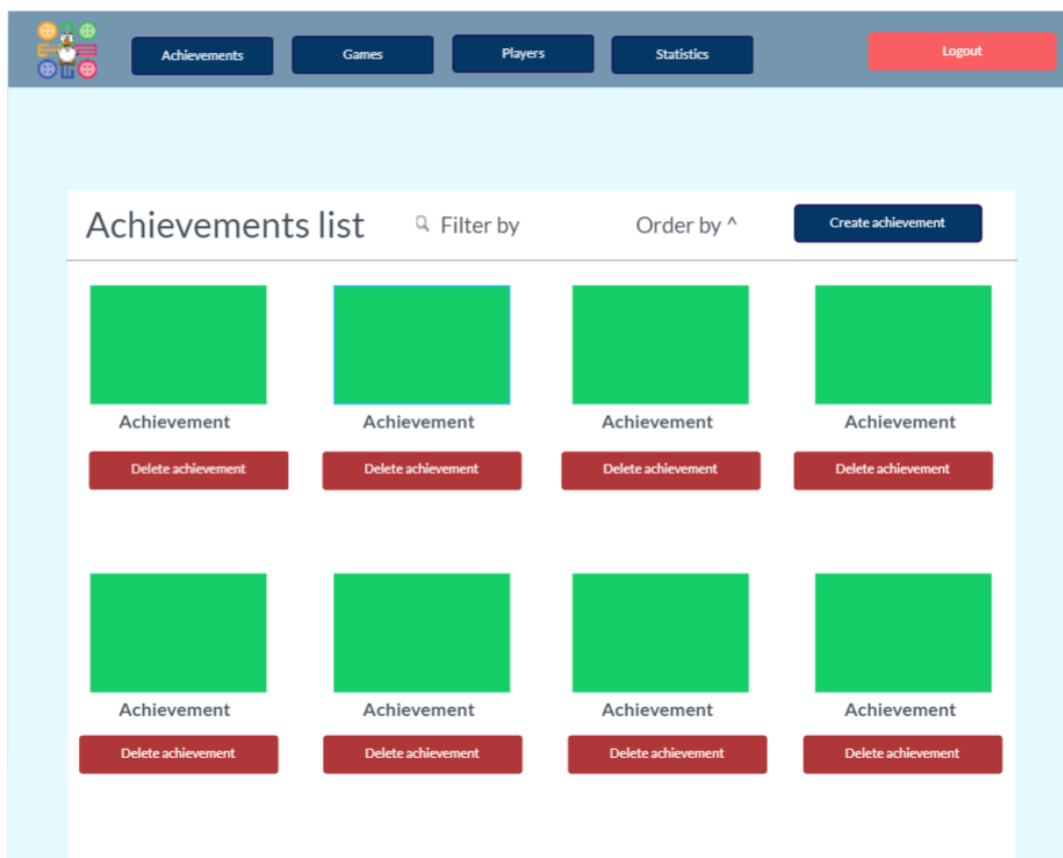 Achievements Games Players Statistics Logout
Achievements list Filter by Order by ^ Create achievement
Achievement Achievement Achievement Achievement
Delete achievement Delete achievement Delete achievement Delete achievement
Achievement Achievement Achievement Achievement
Delete achievement Delete achievement Delete achievement Delete achievement